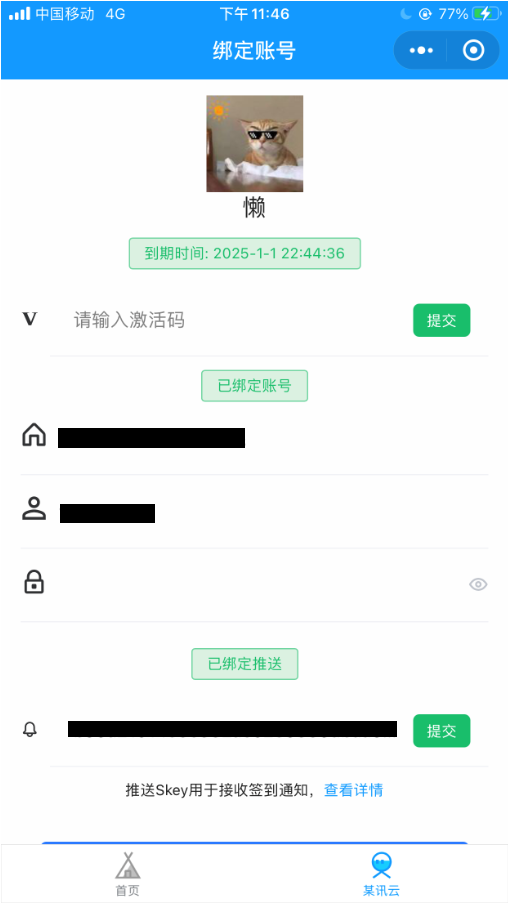 中国移动 4G 下午 11:46 77%
绑定账号
懒
到期时间: 2025-1-1 22:44:36
V 请输入激活码 提交
已绑定账号
已绑定推送
提交
推送Skey用于接收签到通知，查看详情
首页 某讯云